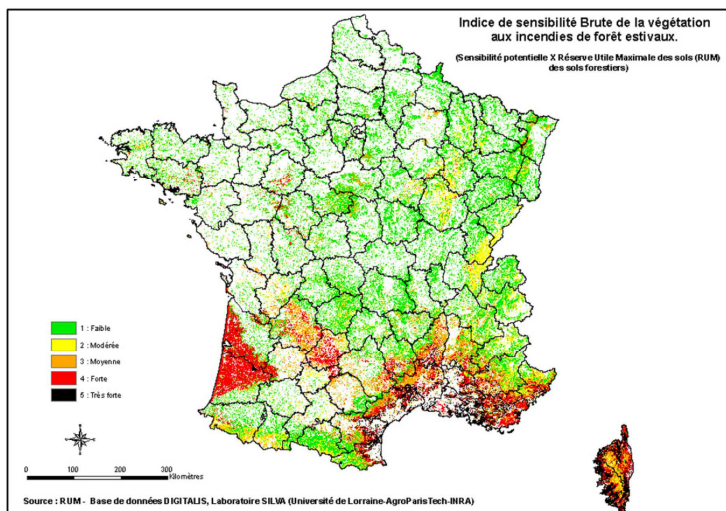 Indice de sensibilité Brute de la végétation
aux incendies de forêt estivaux.
(Sensibilité potentielle X Réserve Utile Maximale des sols (RUM)
des sols forestiers)
1 : Faible
2 : Modérée
3 : Moyenne
4 : Forte
5 : Très forte
0 100 200 300
Kilomètres
Source : RUM - Base de données DIGITALIS, Laboratoire SILVA (Université de Lorraine-AgroParisTech-INRA)